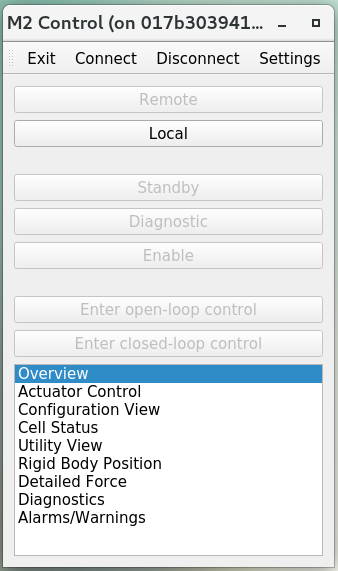 M2 Control (on 017b303941...
Exit Connect Disconnect Settings
Remote
Local
Standby
Diagnostic
Enable
Enter open-loop control
Enter closed-loop control
Overview
Actuator Control
Configuration View
Cell Status
Utility View
Rigid Body Position
Detailed Force
Diagnostics
Alarms/Warnings